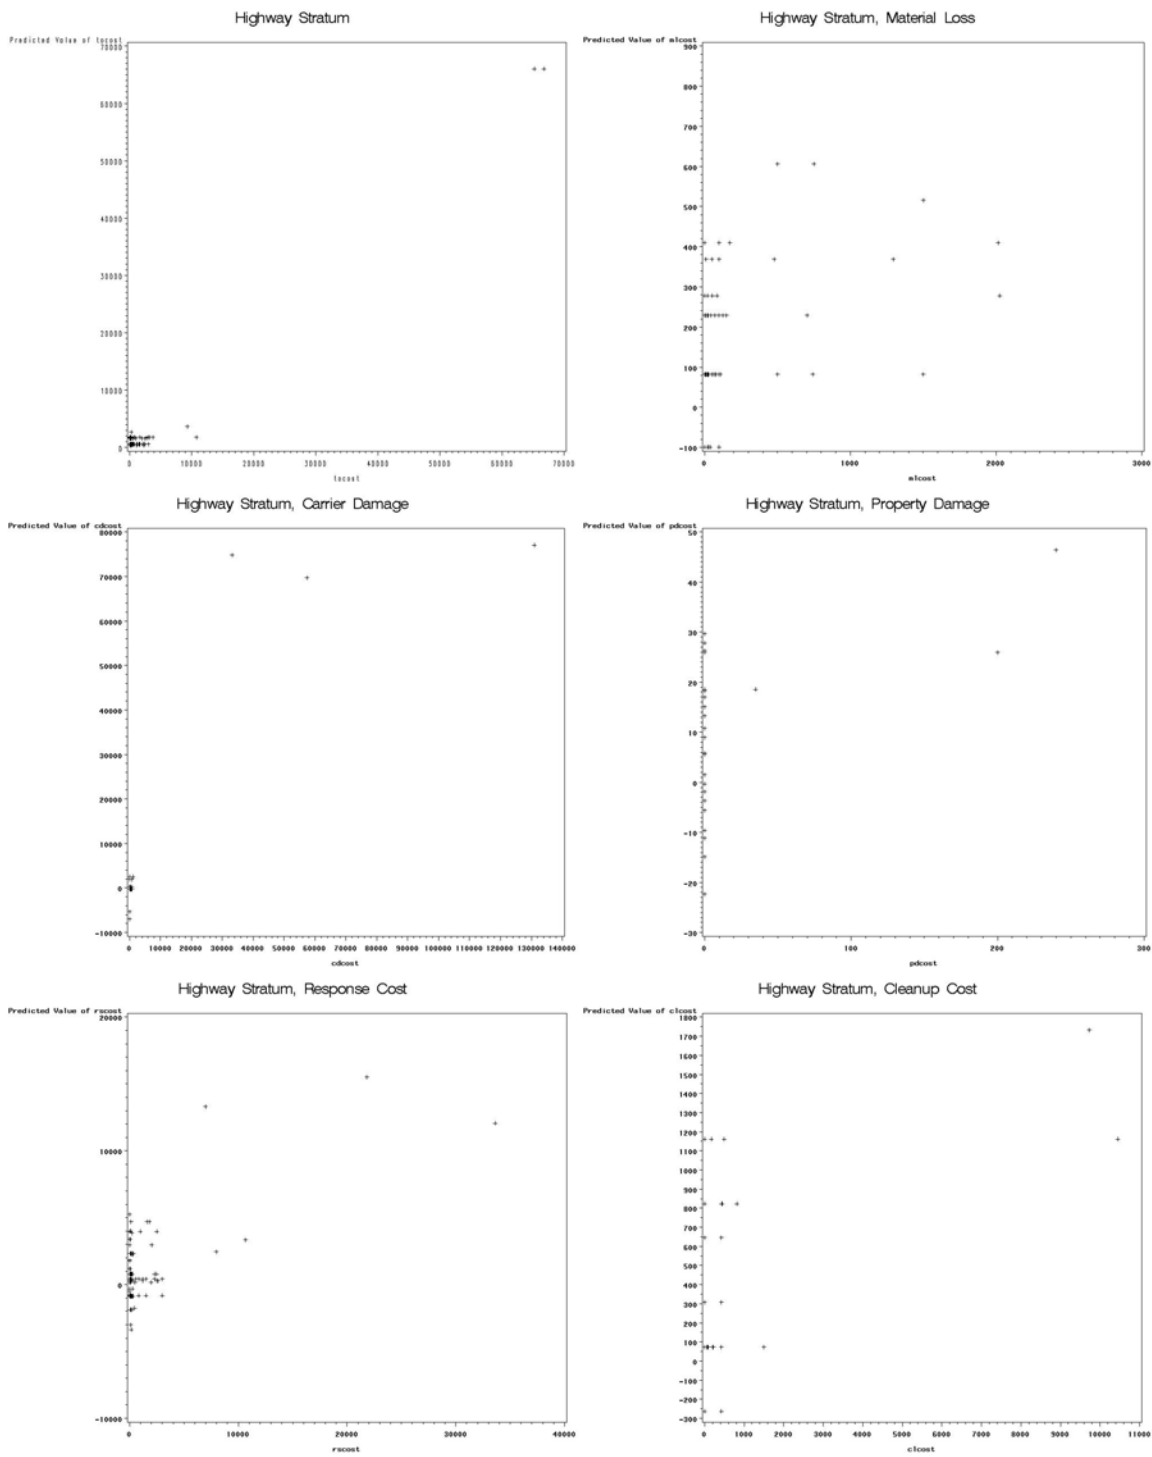 Highway Stratum
Predicted Value of tocost
70000
60000
50000
40000
30000
20000
10000
0
0 10000 20000 30000 40000 50000 60000 70000
tocost
Highway Stratum, Material Loss
Predicted Value of mlcost
900
800
700
600
500
400
300
200
100
0
-100
0 1000 2000 3000
mlcost
Highway Stratum, Carrier Damage
Predicted Value of cdcost
80000
70000
60000
50000
40000
30000
20000
10000
0
-10000
0 10000 20000 30000 40000 50000 60000 70000 80000 90000 100000 110000 120000 130000 140000
cdcost
Highway Stratum, Property Damage
Predicted Value of pdcost
50
40
30
20
10
0
-10
-20
-30
0 100 200 300
pdcost
Highway Stratum, Response Cost
Predicted Value of rscost
20000
10000
0
-10000
0 10000 20000 30000 40000
rscost
Highway Stratum, Cleanup Cost
Predicted Value of clcost
1800
1700
1600
1500
1400
1300
1200
1100
1000
900
800
700
600
500
400
300
200
100
0
-100
-200
-300
0 1000 2000 3000 4000 5000 6000 7000 8000 9000 10000 11000
clcost